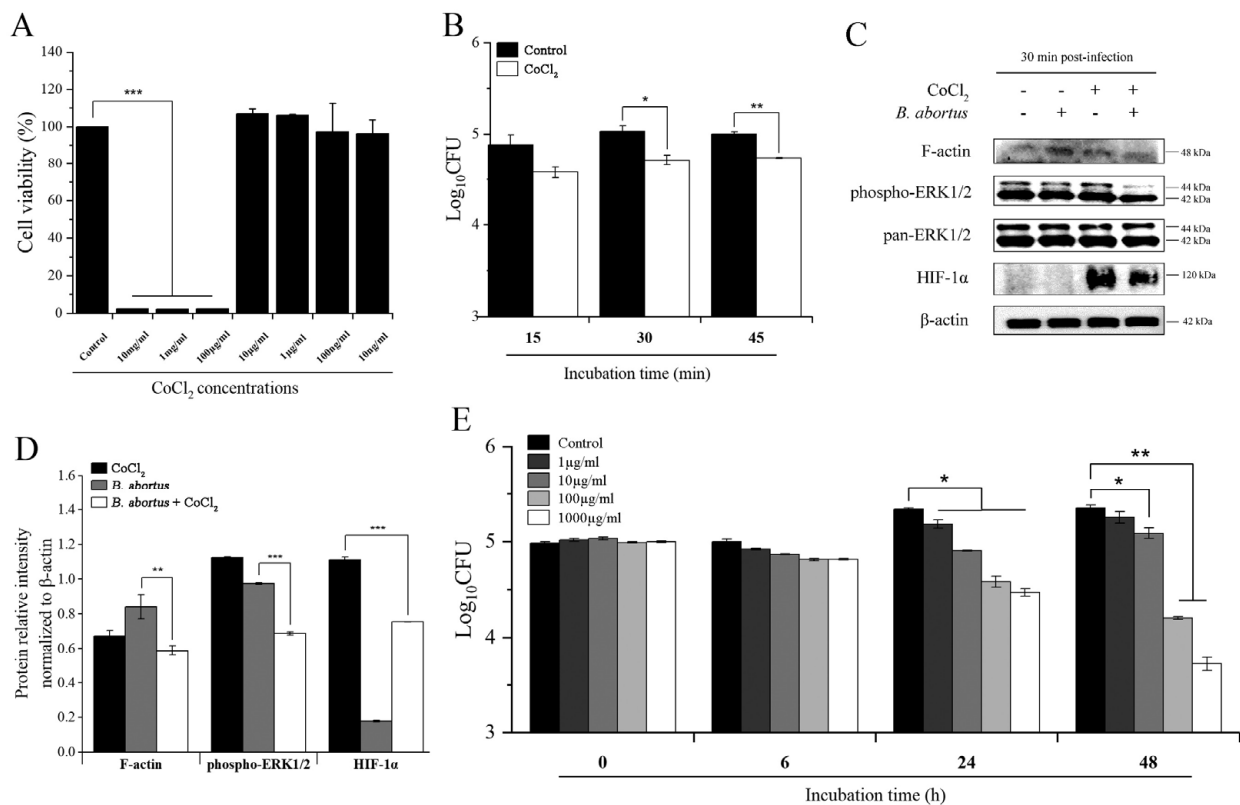 A
Cell viability (%)
140
120
100
80
60
40
20
0
***
Control
10mg/ml
1mg/ml
100µg/ml
10µg/ml
1µg/ml
100ng/ml
10ng/ml
CoCl₂ concentrations
B
Log₁₀CFU
6
5
4
3
Control
CoCl₂
*
**
15 30 45
Incubation time (min)
C
30 min post-infection
CoCl₂ - - + +
B. abortus - + - +
F-actin 48 kDa
phospho-ERK1/2 44 kDa
42 kDa
pan-ERK1/2 44 kDa
42 kDa
HIF-1α 120 kDa
β-actin 42 kDa
D
Protein relative intensity
normalized to β-actin
1.6
1.4
1.2
1.0
0.8
0.6
0.4
0.2
0.0
CoCl₂
B. abortus
B. abortus + CoCl₂
**
***
***
F-actin phospho-ERK1/2 HIF-1α
E
Log₁₀CFU
6
5
4
3
Control
1µg/ml
10µg/ml
100µg/ml
1000µg/ml
*
**
*
0 6 24 48
Incubation time (h)